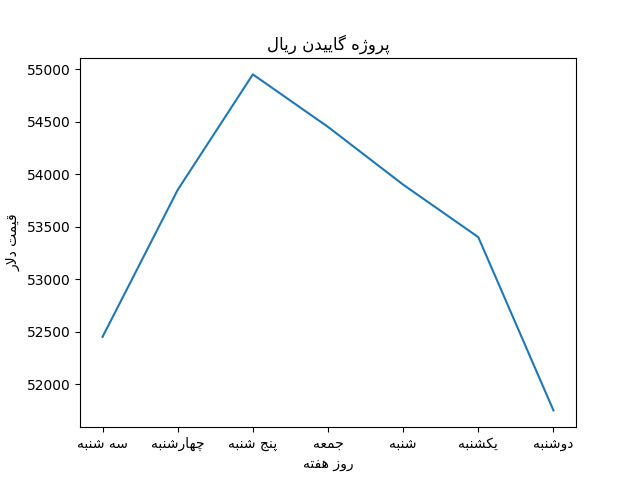 پروژه گاییدن ریال
قیمت دلار
55000
54500
54000
53500
53000
52500
52000
سه شنبه
چهارشنبه
پنج شنبه
جمعه
شنبه
یکشنبه
دوشنبه
روز هفته